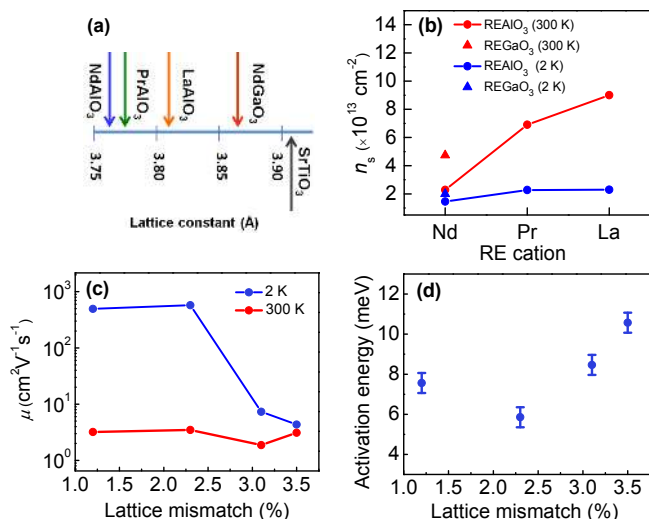 (a)
NdAlO3
PrAlO3
LaAlO3
NdGaO3
3.75
3.80
3.85
3.90
SrTiO3
Lattice constant (Å)
(b)
REAlO3 (300 K)
REGaO3 (300 K)
REAlO3 (2 K)
REGaO3 (2 K)
ns (×10^13 cm^-2)
14
12
10
8
6
4
2
Nd
Pr
La
RE cation
(c)
2 K
300 K
μ(cm^2V^-1s^-1)
10^3
10^2
10^1
10^0
1.0 1.5 2.0 2.5 3.0 3.5
Lattice mismatch (%)
(d)
Activation energy (meV)
12
10
8
6
4
1.0 1.5 2.0 2.5 3.0 3.5
Lattice mismatch (%)